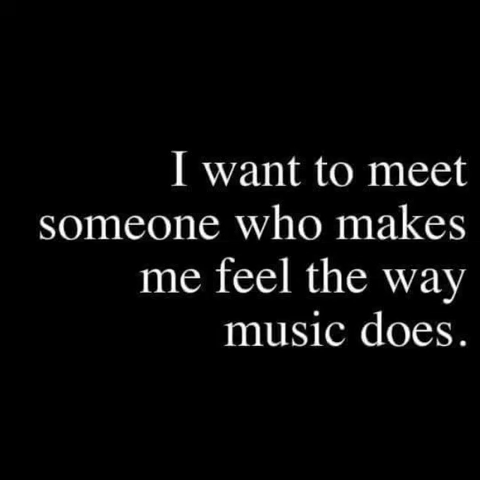 I want to meet
someone who makes
me feel the way
music does.